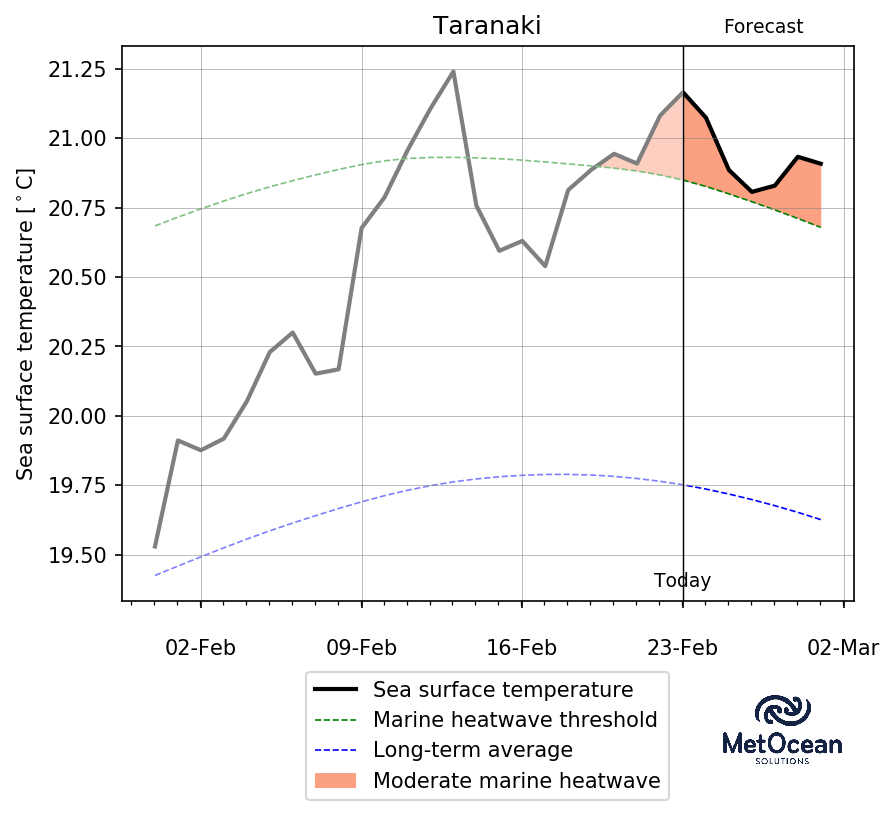 Taranaki
Forecast
Sea surface temperature [°C]
21.25
21.00
20.75
20.50
20.25
20.00
19.75
19.50
Today
02-Feb 09-Feb 16-Feb 23-Feb 02-Mar
Sea surface temperature
Marine heatwave threshold
Long-term average
Moderate marine heatwave
MetOcean
SOLUTIONS